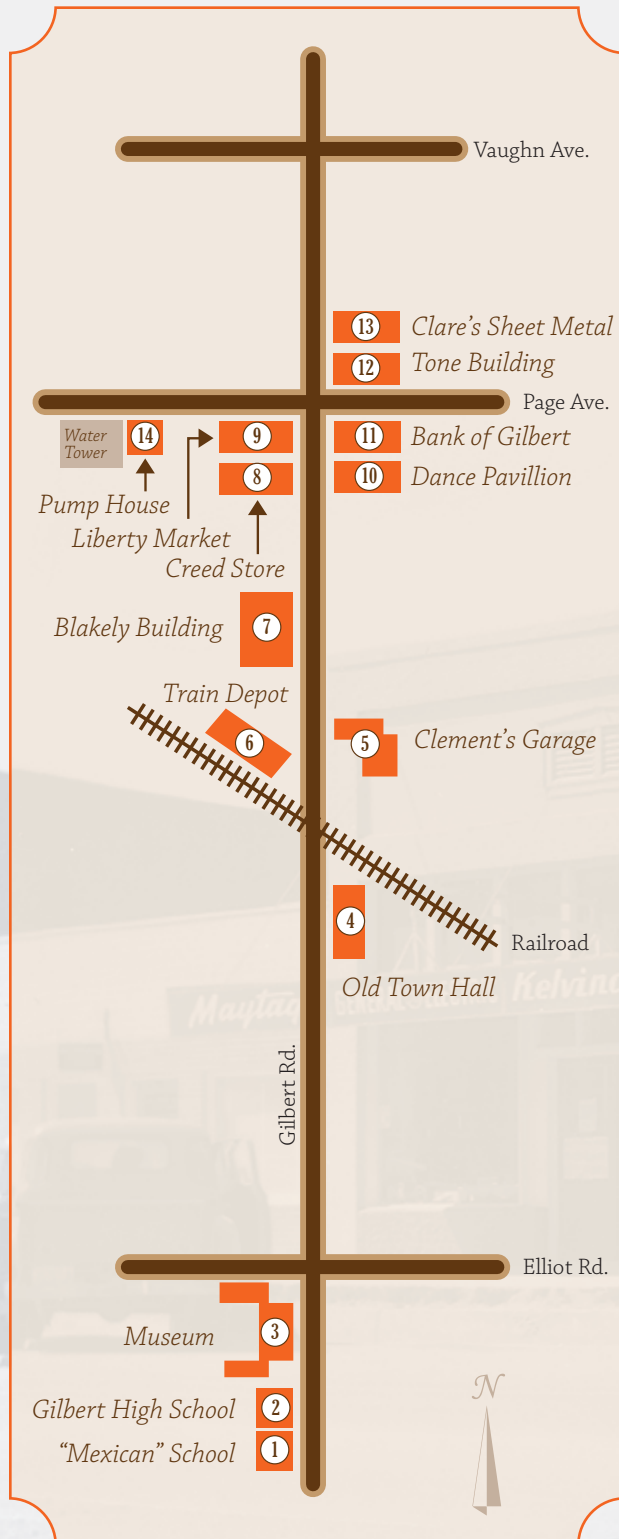 Vaughn Ave.
13 Clare's Sheet Metal
12 Tone Building
Page Ave.
Water
Tower
14
9
11 Bank of Gilbert
8
10 Dance Pavillion
Pump House
Liberty Market
Creed Store
Blakely Building 7
Train Depot
6
5 Clement's Garage
4
Railroad
Old Town Hall
Maytag
Gilbert Rd.
Elliot Rd.
Museum 3
Gilbert High School 2
“Mexican” School 1
N